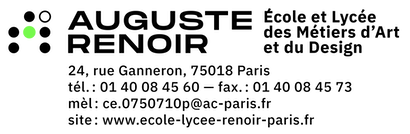 AUGUSTE
RENOIR
École et Lycée
des Métiers d'Art
et du Design
24, rue Ganneron, 75018 Paris
tél. : 01 40 08 45 60 — fax. : 01 40 08 45 73
mèl : ce.0750710p@ac-paris.fr
site : www.ecole-lycee-renoir-paris.fr